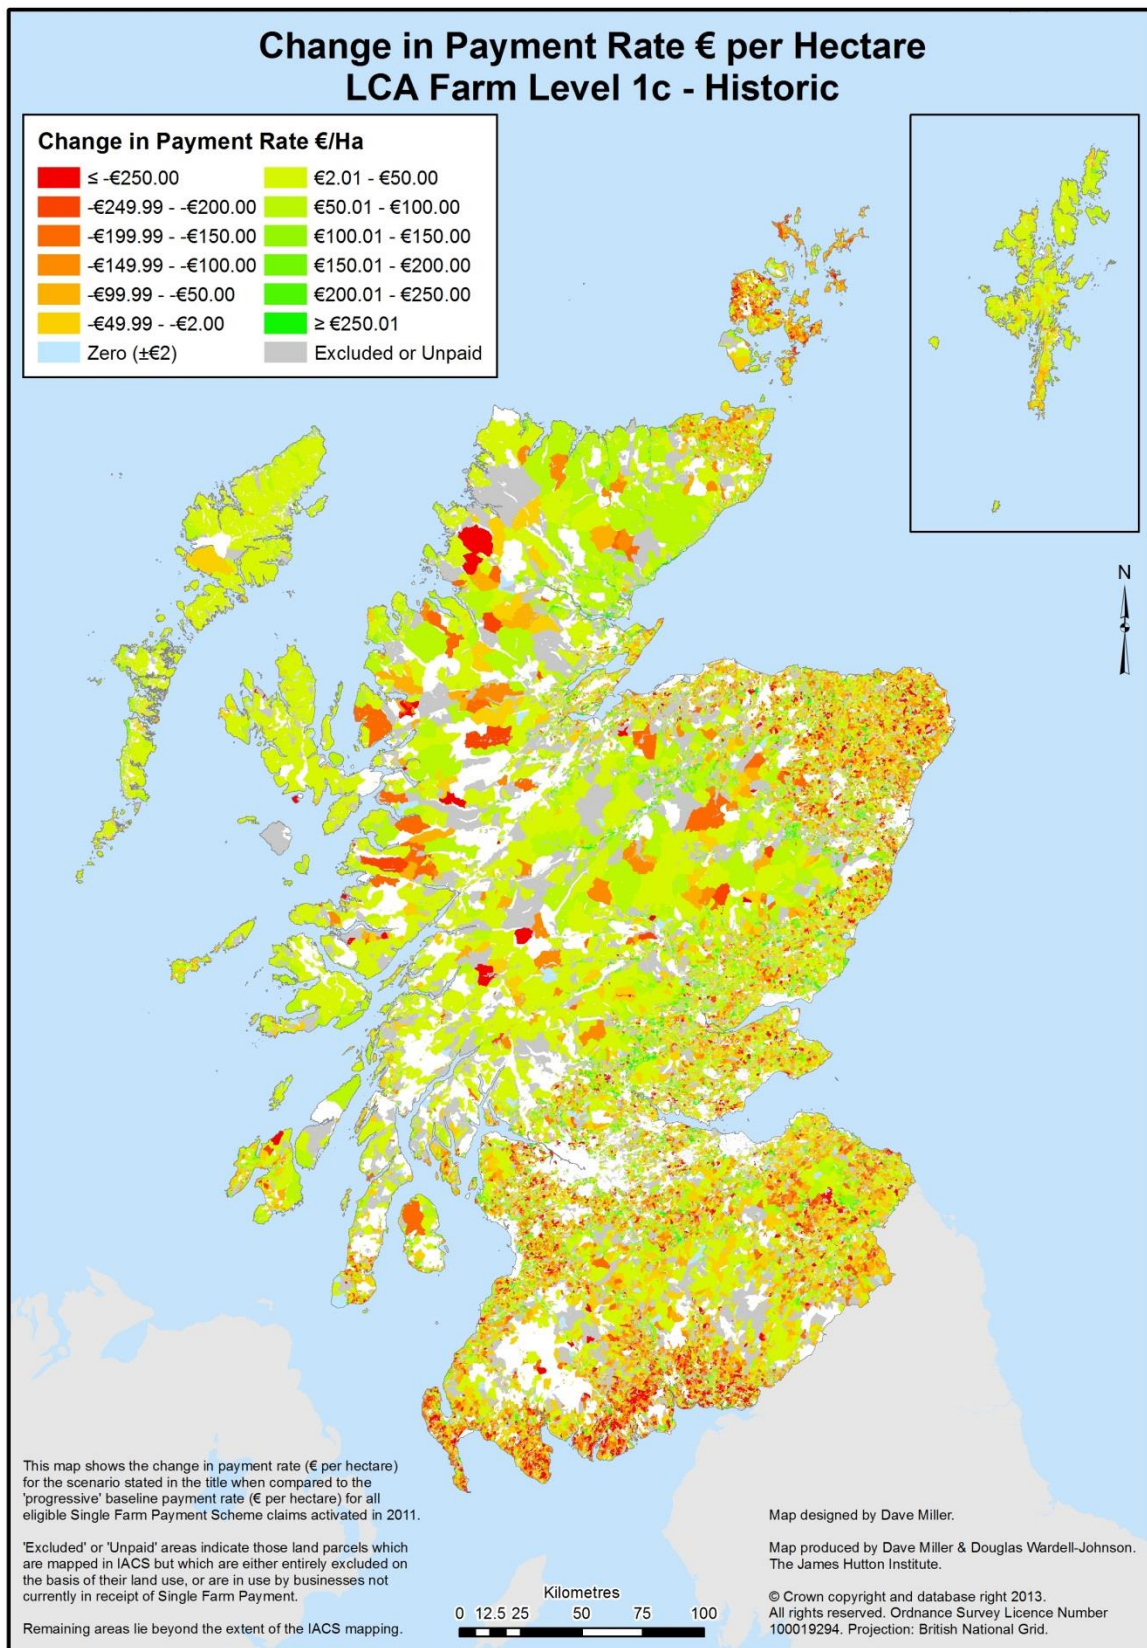 Change in Payment Rate € per Hectare
LCA Farm Level 1c - Historic
Change in Payment Rate €/Ha
≤ -€250.00
-€249.99 - -€200.00
-€199.99 - -€150.00
-€149.99 - -€100.00
-€99.99 - -€50.00
-€49.99 - -€2.00
Zero (±€2)
€2.01 - €50.00
€50.01 - €100.00
€100.01 - €150.00
€150.01 - €200.00
€200.01 - €250.00
≥ €250.01
Excluded or Unpaid
N
This map shows the change in payment rate (€ per hectare)
for the scenario stated in the title when compared to the
'progressive' baseline payment rate (€ per hectare) for all
eligible Single Farm Payment Scheme claims activated in 2011.
'Excluded' or 'Unpaid' areas indicate those land parcels which
are mapped in IACS but which are either entirely excluded on
the basis of their land use, or are in use by businesses not
currently in receipt of Single Farm Payment.
Remaining areas lie beyond the extent of the IACS mapping.
Kilometres
0 12.5 25 50 75 100
Map designed by Dave Miller.
Map produced by Dave Miller & Douglas Wardell-Johnson.
The James Hutton Institute.
© Crown copyright and database right 2013.
All rights reserved. Ordnance Survey Licence Number
100019294. Projection: British National Grid.